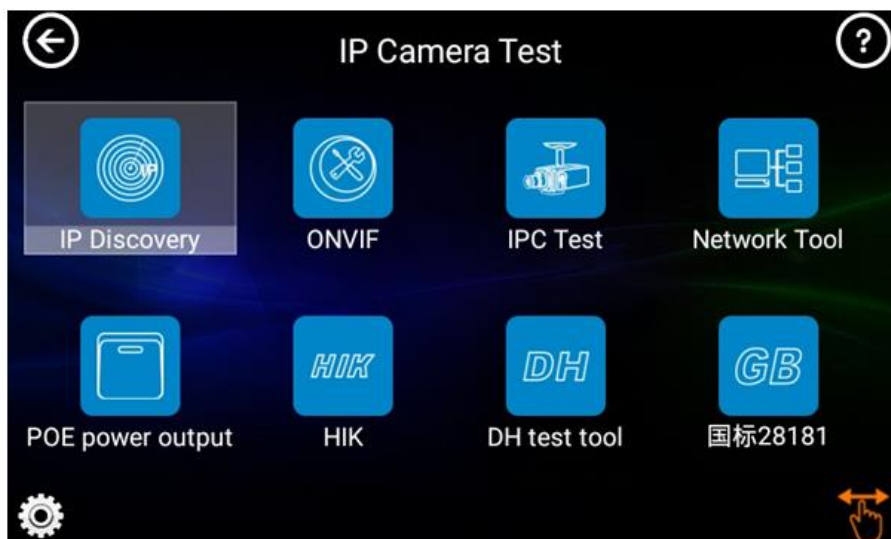 IP Camera Test
?
IP
IP Discovery
ONVIF
IPC Test
Network Tool
POE power output
HIK
HIK
DH
DH test tool
GB
国标28181